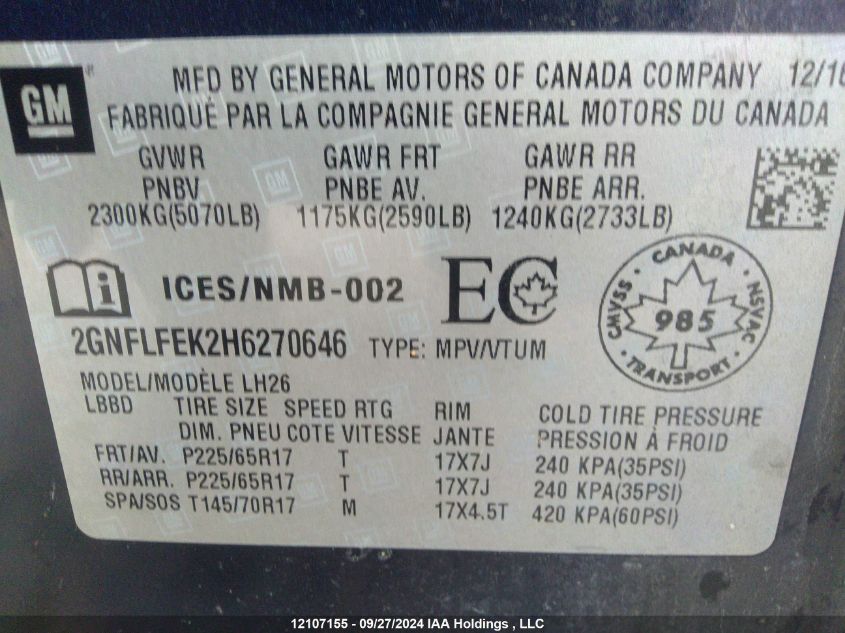 GM
MFD BY GENERAL MOTORS OF CANADA COMPANY 12/16
FABRIQUÉ PAR LA COMPAGNIE GENERAL MOTORS DU CANADA
GVWR GAWR FRT GAWR RR
PNBV PNBE AV. PNBE ARR.
2300KG(5070LB) 1175KG(2590LB) 1240KG(2733LB)
ICES/NMB-002 EC
CANADA CMVSS 985 NSVAC TRANSPORT
2GNFLFEK2H6270646 TYPE: MPV/VTUM
MODEL/MODÈLE LH26
LBBD TIRE SIZE SPEED RTG RIM COLD TIRE PRESSURE
DIM. PNEU COTE VITESSE JANTE PRESSION À FROID
FRT/AV. P225/65R17 T 17X7J 240 KPA(35PSI)
RR/ARR. P225/65R17 T 17X7J 240 KPA(35PSI)
SPA/SOS T145/70R17 M 17X4.5T 420 KPA(60PSI)
12107155 - 09/27/2024 IAA Holdings , LLC